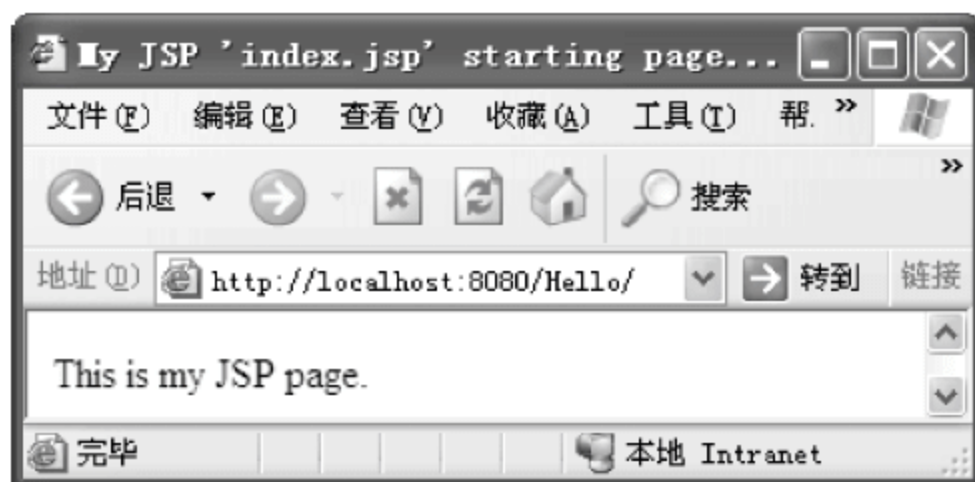 My JSP 'index.jsp' starting page...
文件(F) 编辑(E) 查看(V) 收藏(A) 工具(T) 帮. »
后退 搜索 »
地址(D) http://localhost:8080/Hello/ 转到 链接
This is my JSP page.
完毕 本地 Intranet